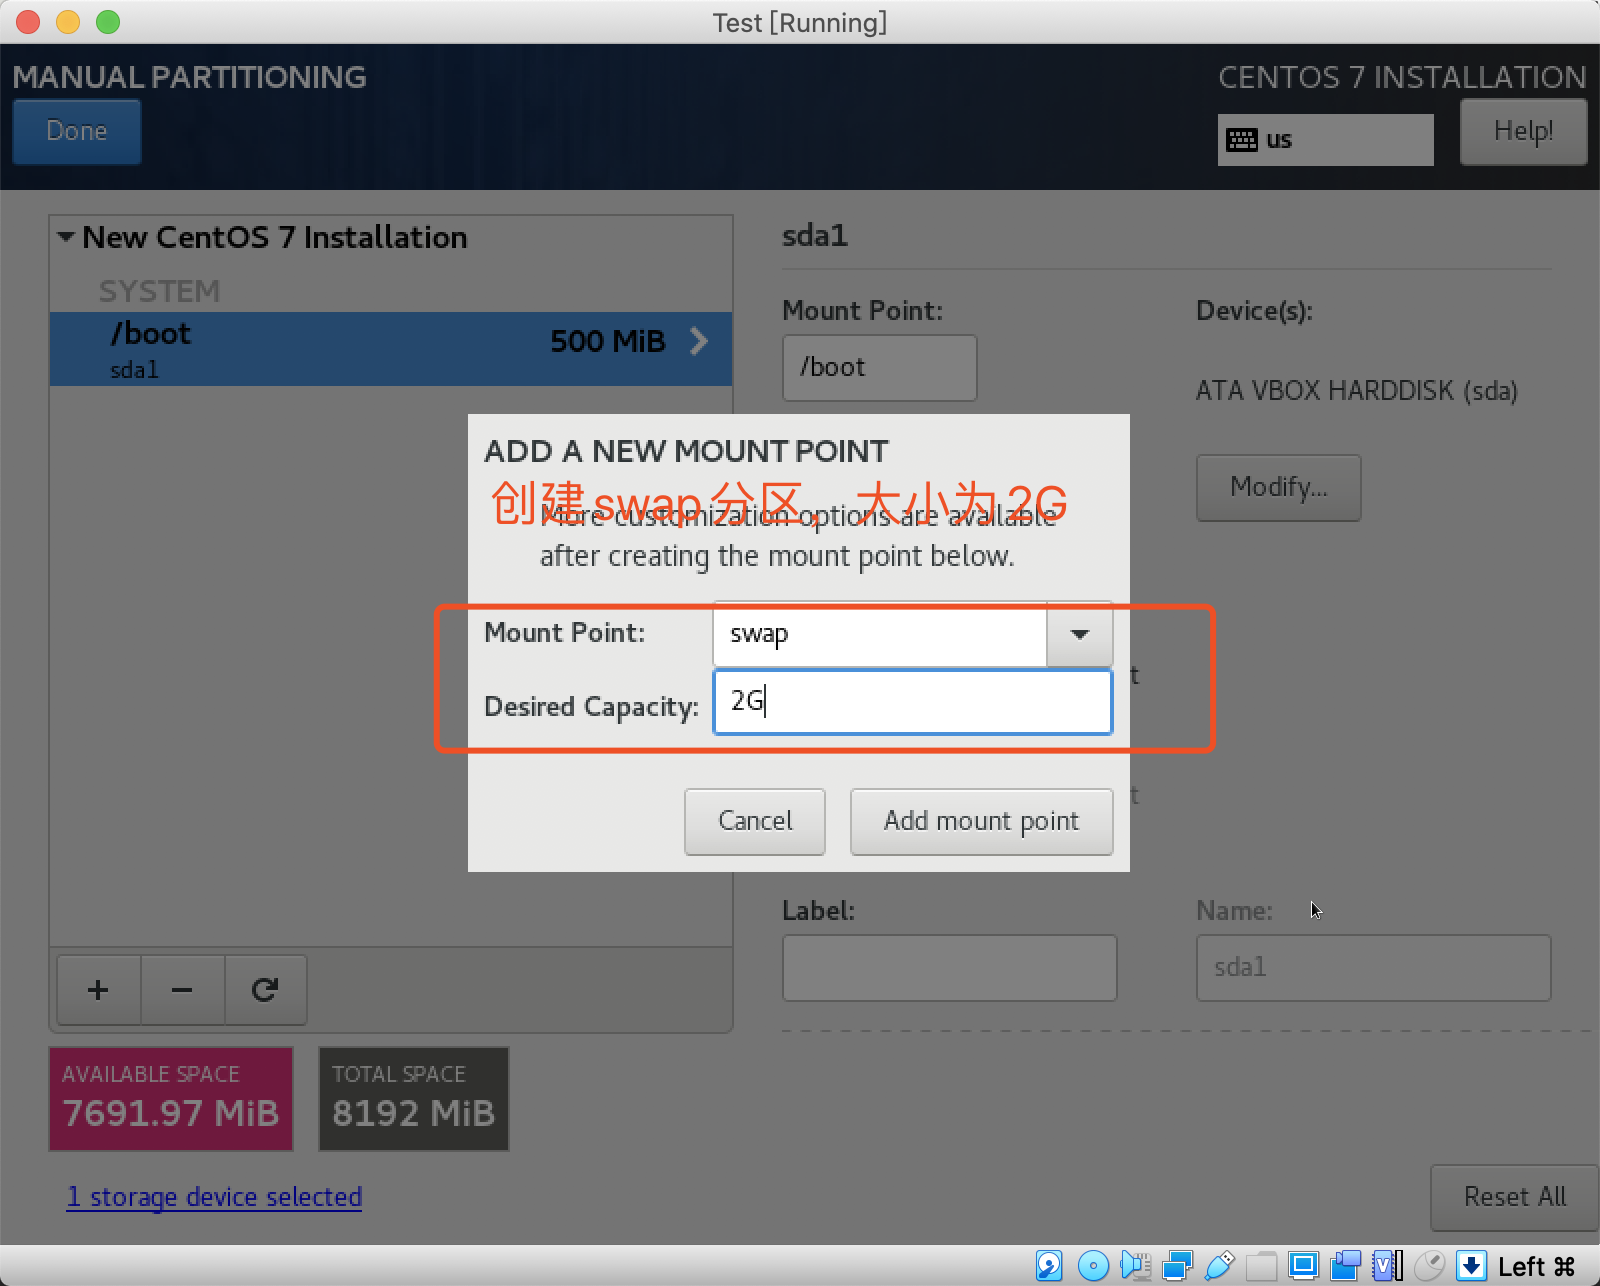 Test [Running]
MANUAL PARTITIONING
CENTOS 7 INSTALLATION
Done
us
Help!
New CentOS 7 Installation
SYSTEM
/boot
500 MiB
sda1
sda1
Mount Point:
Device(s):
/boot
ATA VBOX HARDDISK (sda)
Modify...
ADD A NEW MOUNT POINT
创建swap分区，大小为2G
More customization options are available
after creating the mount point below.
Mount Point:
swap
Desired Capacity:
2G
Cancel
Add mount point
t
t
Label:
Name:
sda1
+
−
AVAILABLE SPACE
7691.97 MiB
TOTAL SPACE
8192 MiB
1 storage device selected
Reset All
Left ⌘